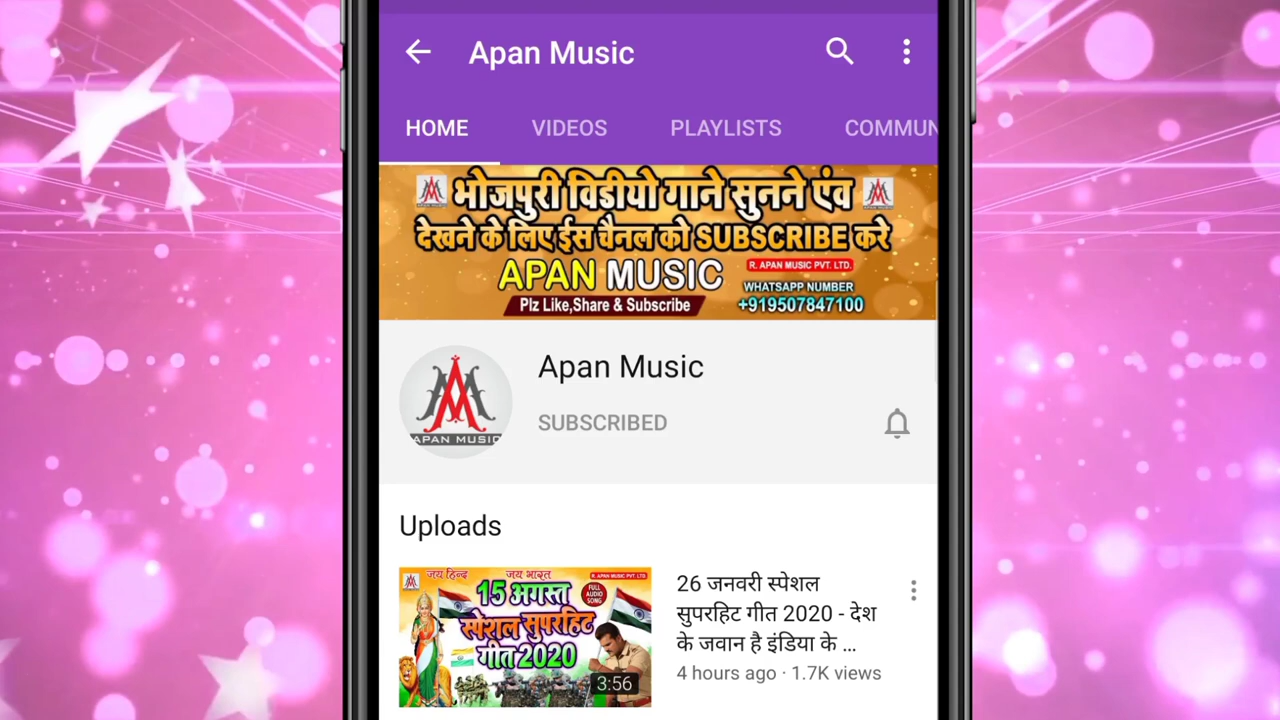 Apan Music
HOME VIDEOS PLAYLISTS COMMUN
भोजपुरी विडीयो गाने सुनने एंव
देखने के लिए ईस चैनल को SUBSCRIBE करे
APAN MUSIC
R. APAN MUSIC PVT. LTD.
Plz Like,Share & Subscribe
WHATSAPP NUMBER
+919507847100
Apan Music
SUBSCRIBED
APAN MUSIC
Uploads
जय हिन्द जय भारत
R. APAN MUSIC PVT. LTD
15 अगस्त
FULL
AUDIO
SONG
स्पेशल सुपरहिट
गीत 2020
3:56
26 जनवरी स्पेशल
सुपरहिट गीत 2020 - देश
के जवान है इंडिया के ...
4 hours ago · 1.7K views